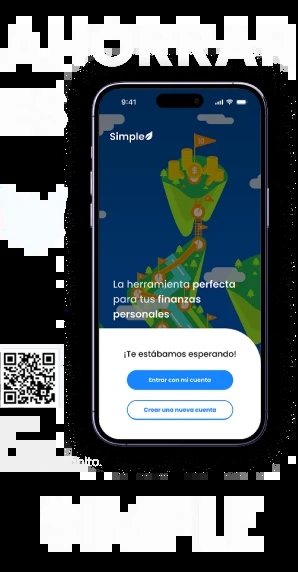 AHORRAR
9:41
Simple
La herramienta perfecta
para tus finanzas
personales
¡Te estábamos esperando!
Entrar con mi cuenta
Crear una nueva cuenta
SIMPLE